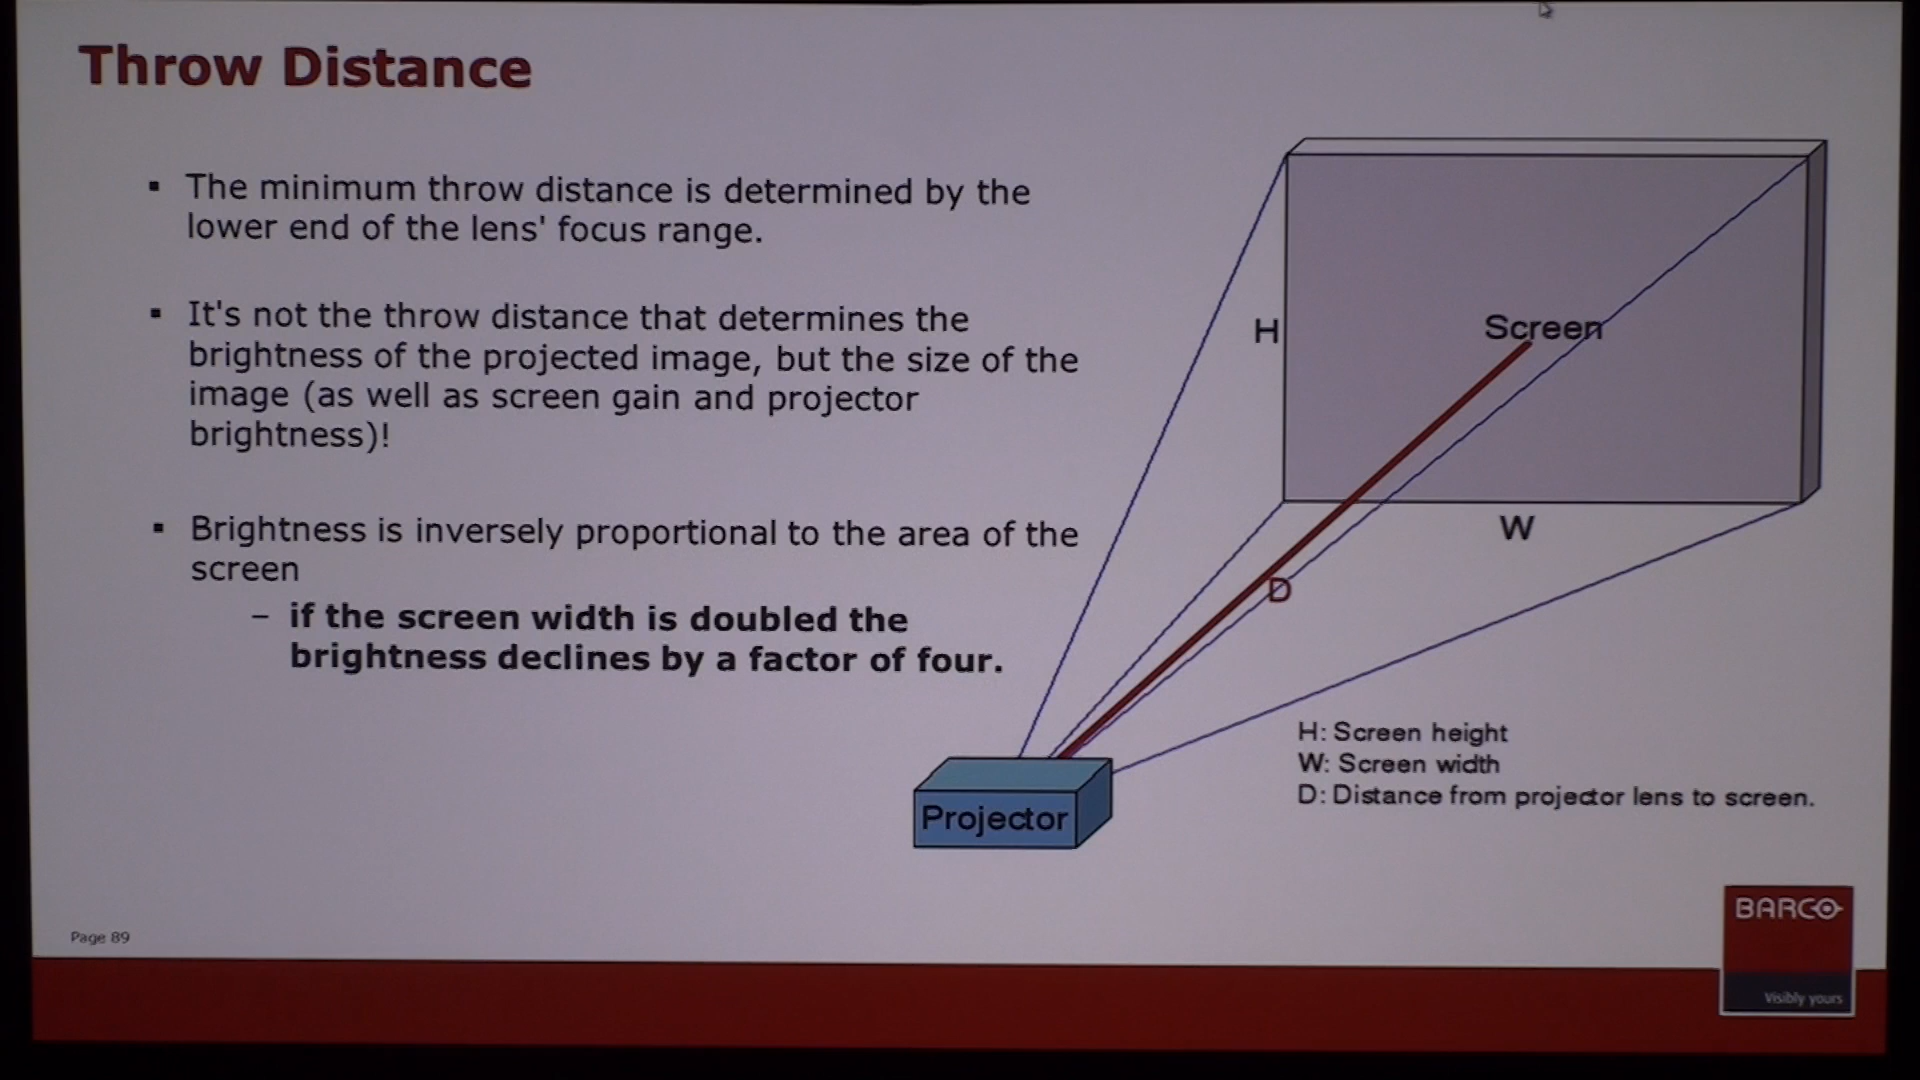 Throw Distance
▪ The minimum throw distance is determined by the
lower end of the lens' focus range.
▪ It's not the throw distance that determines the
brightness of the projected image, but the size of the
image (as well as screen gain and projector
brightness)!
▪ Brightness is inversely proportional to the area of the
screen
– if the screen width is doubled the
brightness declines by a factor of four.
H
Screen
W
D
Projector
H: Screen height
W: Screen width
D: Distance from projector lens to screen.
Page 89
BARCO
Visibly yours